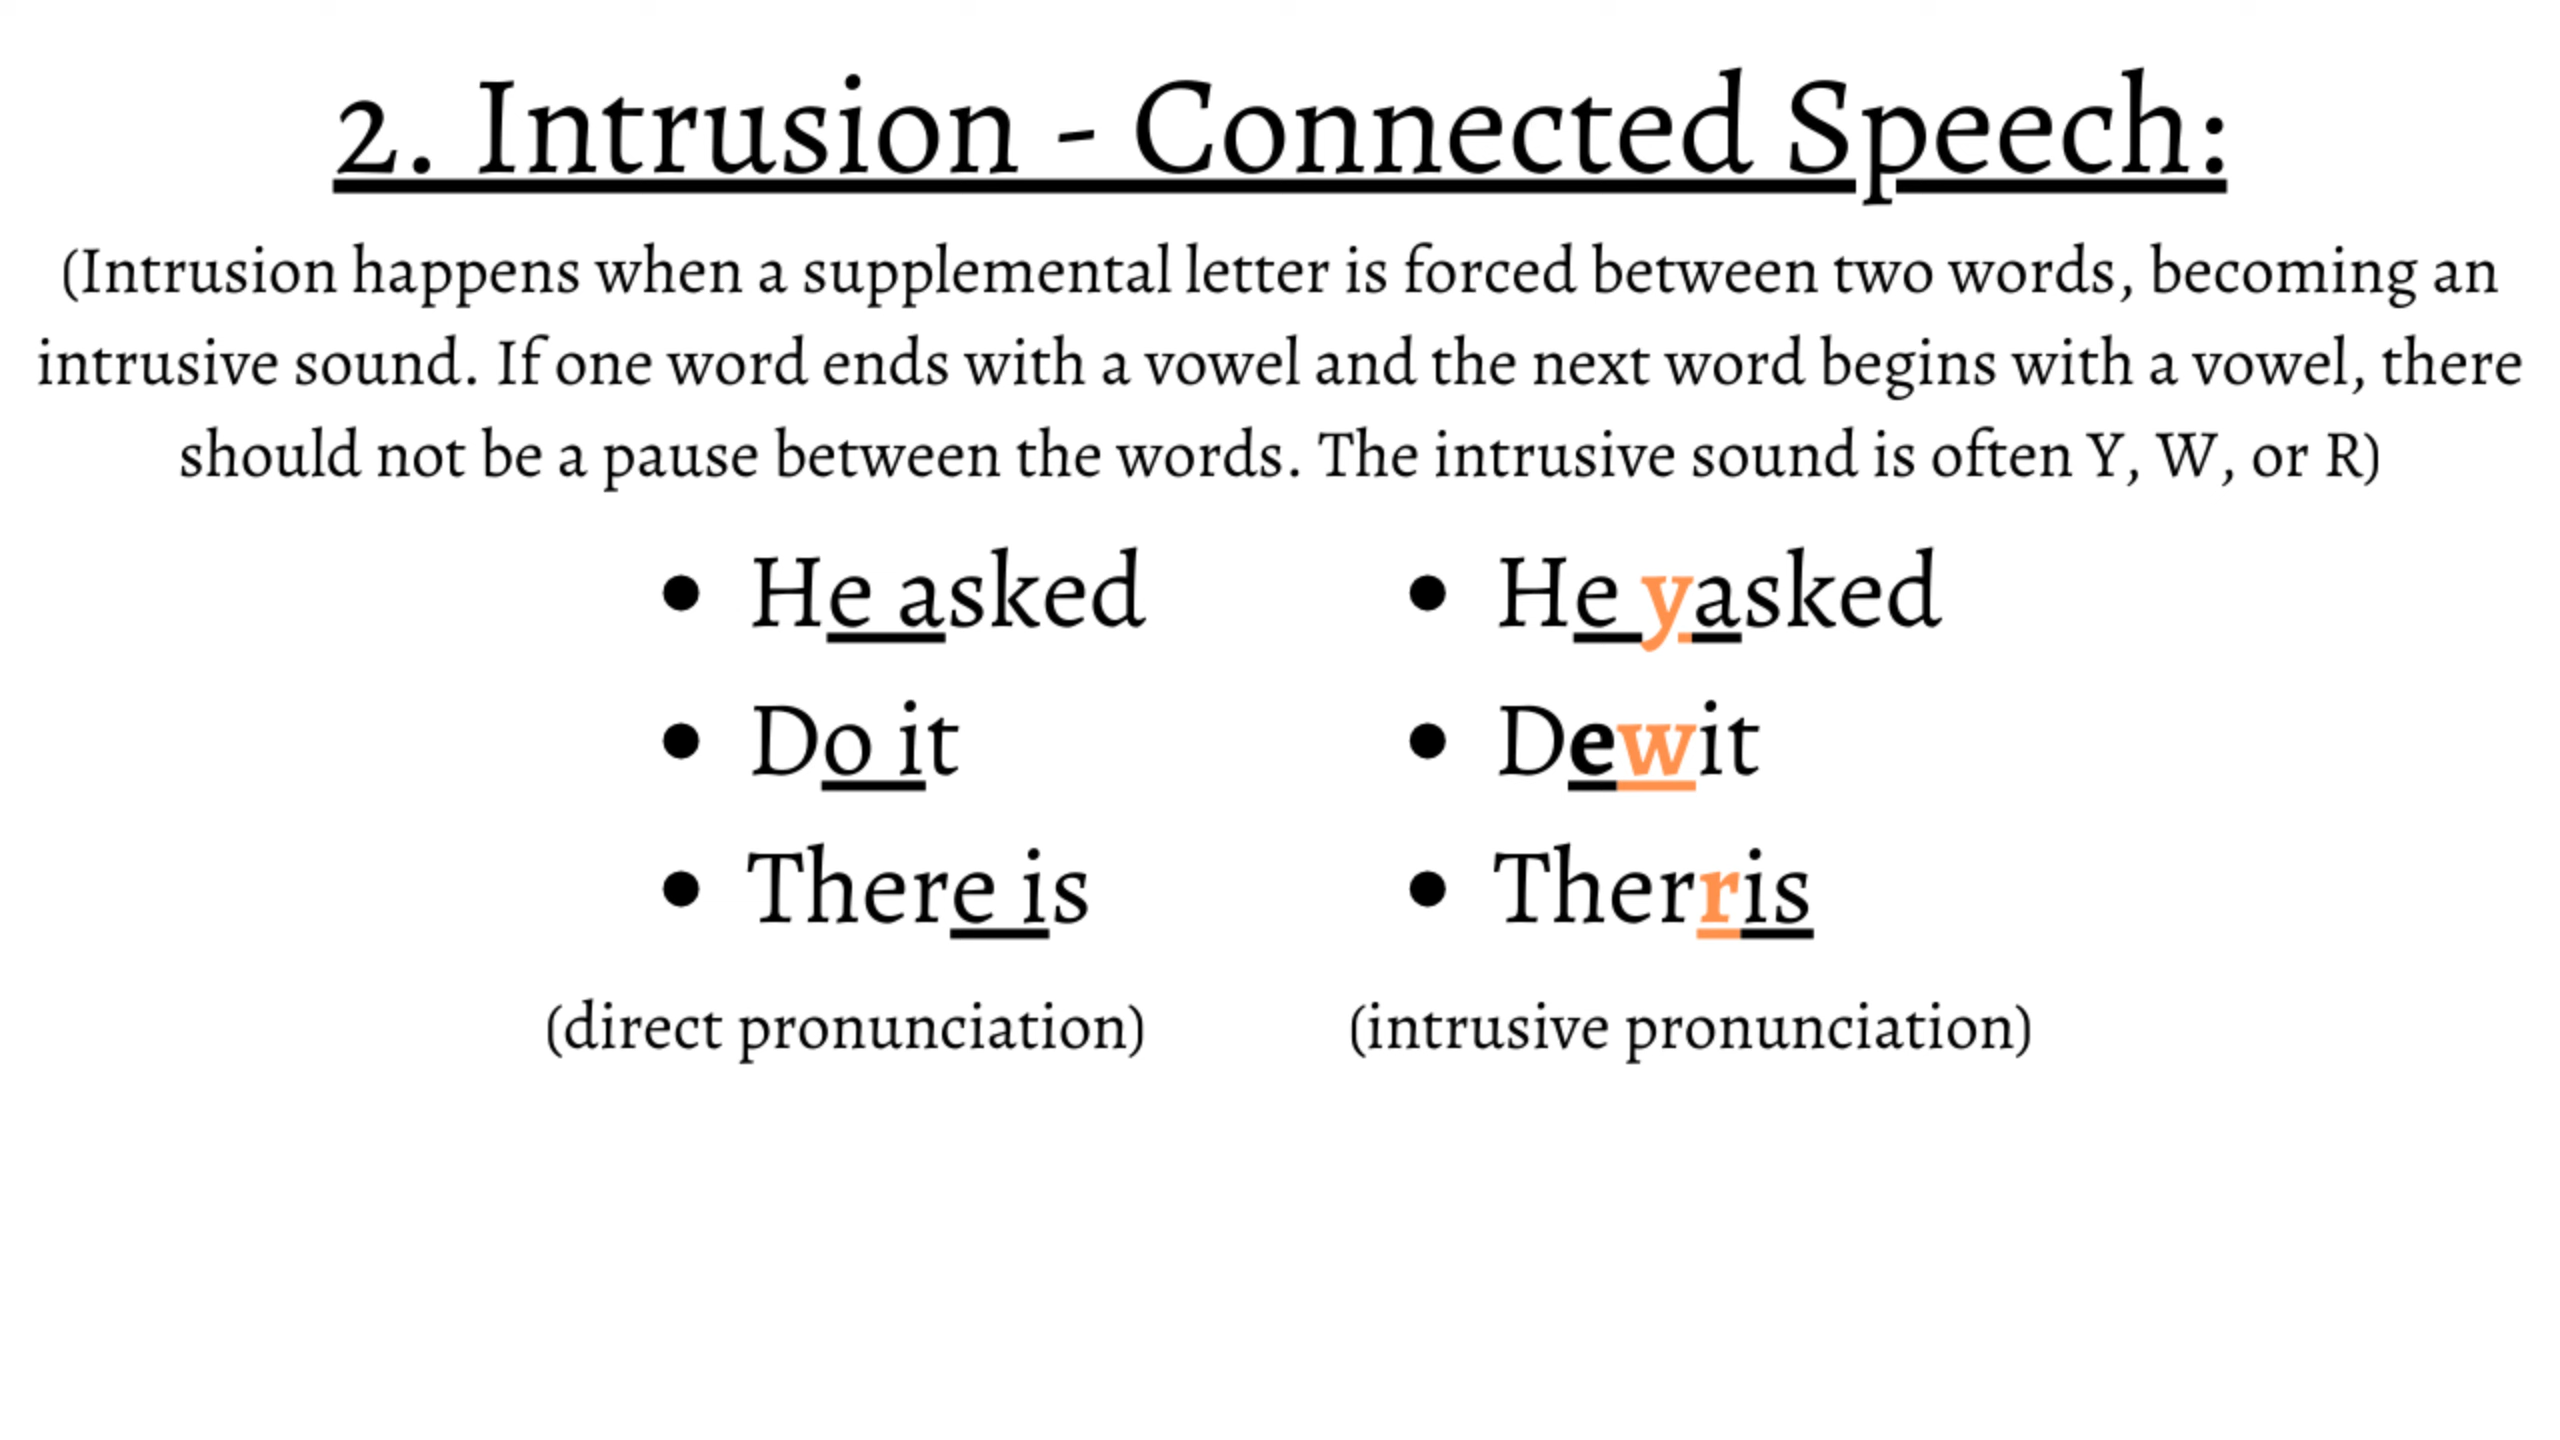 2. Intrusion - Connected Speech:
(Intrusion happens when a supplemental letter is forced between two words, becoming an
intrusive sound. If one word ends with a vowel and the next word begins with a vowel, there
should not be a pause between the words. The intrusive sound is often Y, W, or R)
• He asked
• Do it
• There is
(direct pronunciation)
• He yasked
• Dewit
• Therris
(intrusive pronunciation)